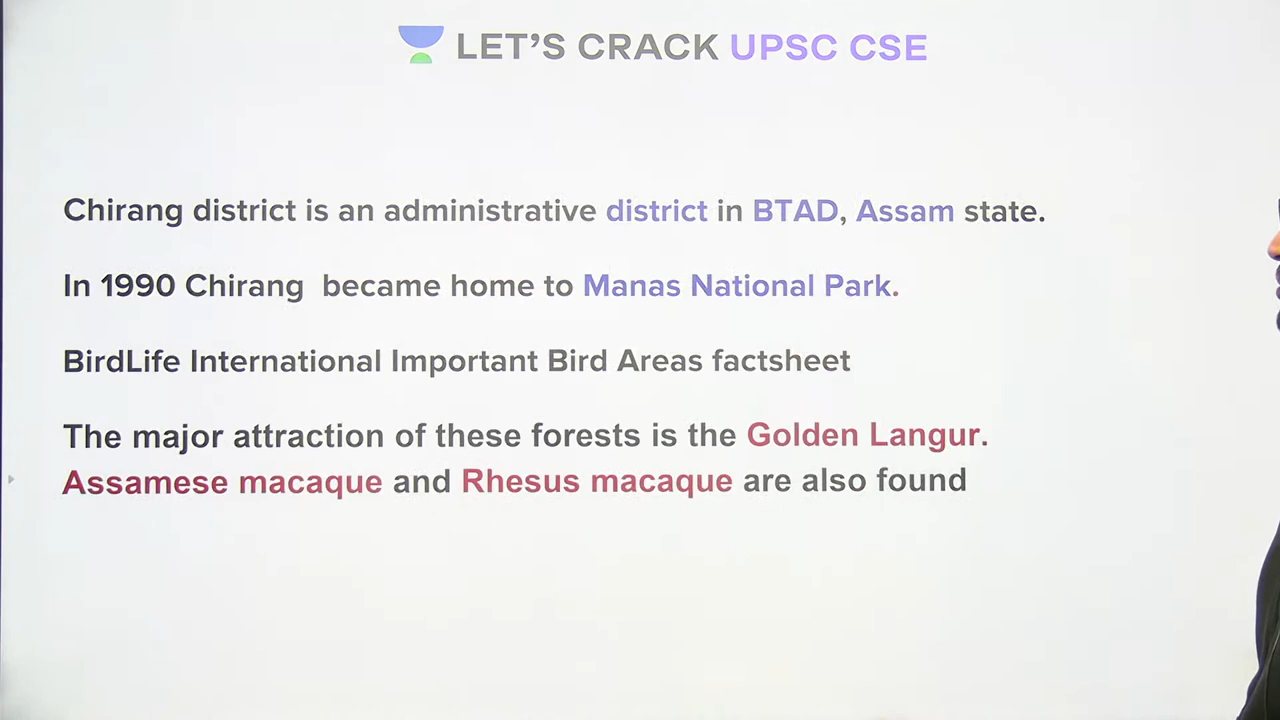 LET'S CRACK UPSC CSE
Chirang district is an administrative district in BTAD, Assam state.
In 1990 Chirang became home to Manas National Park.
BirdLife International Important Bird Areas factsheet
The major attraction of these forests is the Golden Langur.
Assamese macaque and Rhesus macaque are also found